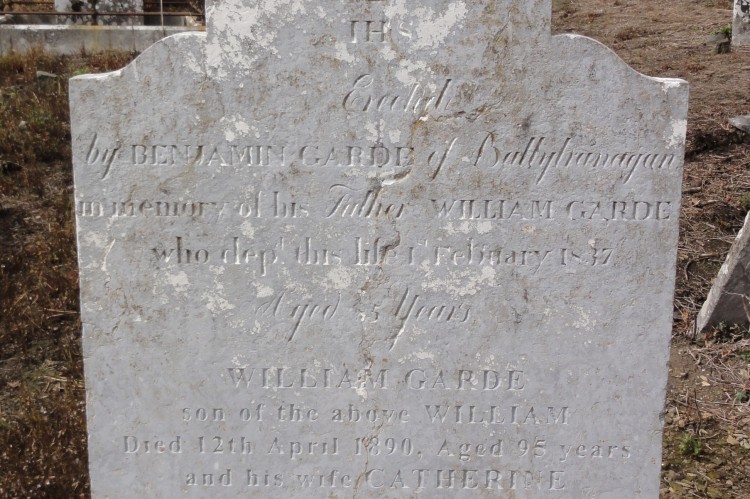 IHS
Erected
by BENJAMIN GARDE of Ballyhanagan
in memory of his Father WILLIAM GARDE
who dep.t this life 1st February 1837
Aged Years
WILLIAM GARDE
son of the above WILLIAM
Died 12th April 1890. Aged 95 years
and his wife CATHERINE